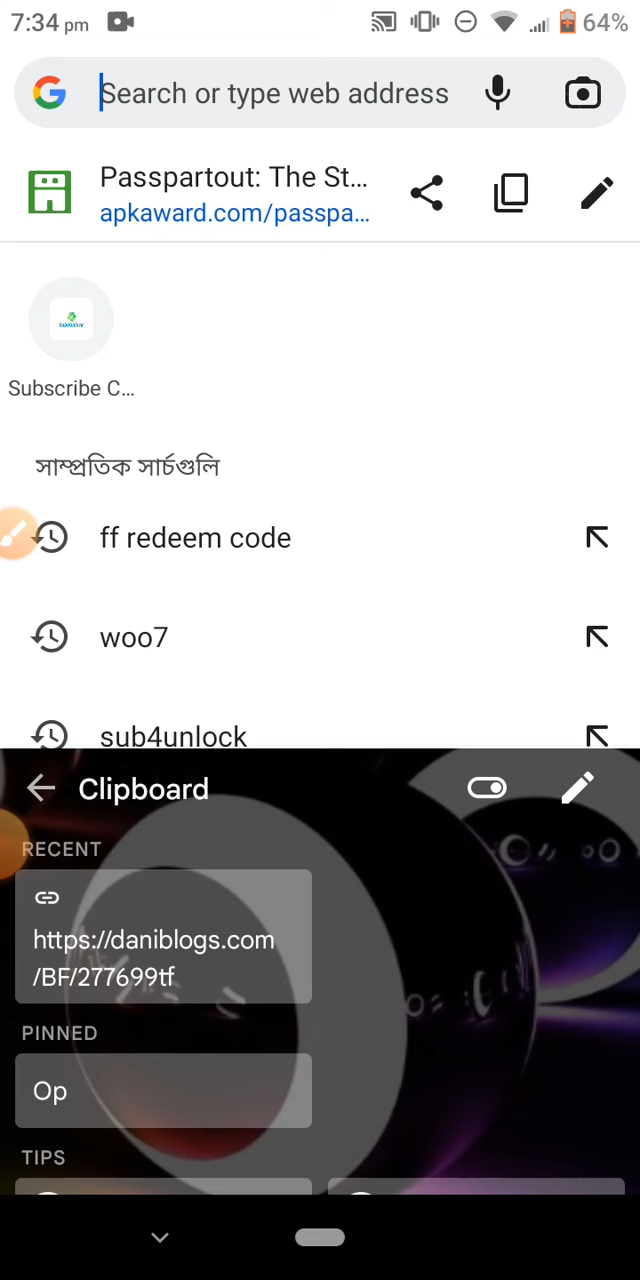 7:34 pm
64%
Search or type web address
Passpartout: The St...
apkaward.com/passpa...
Subscribe C...
সাম্প্রতিক সার্চগুলি
ff redeem code
woo7
sub4unlock
Clipboard
RECENT
https://daniblogs.com
/BF/277699tf
PINNED
Op
TIPS